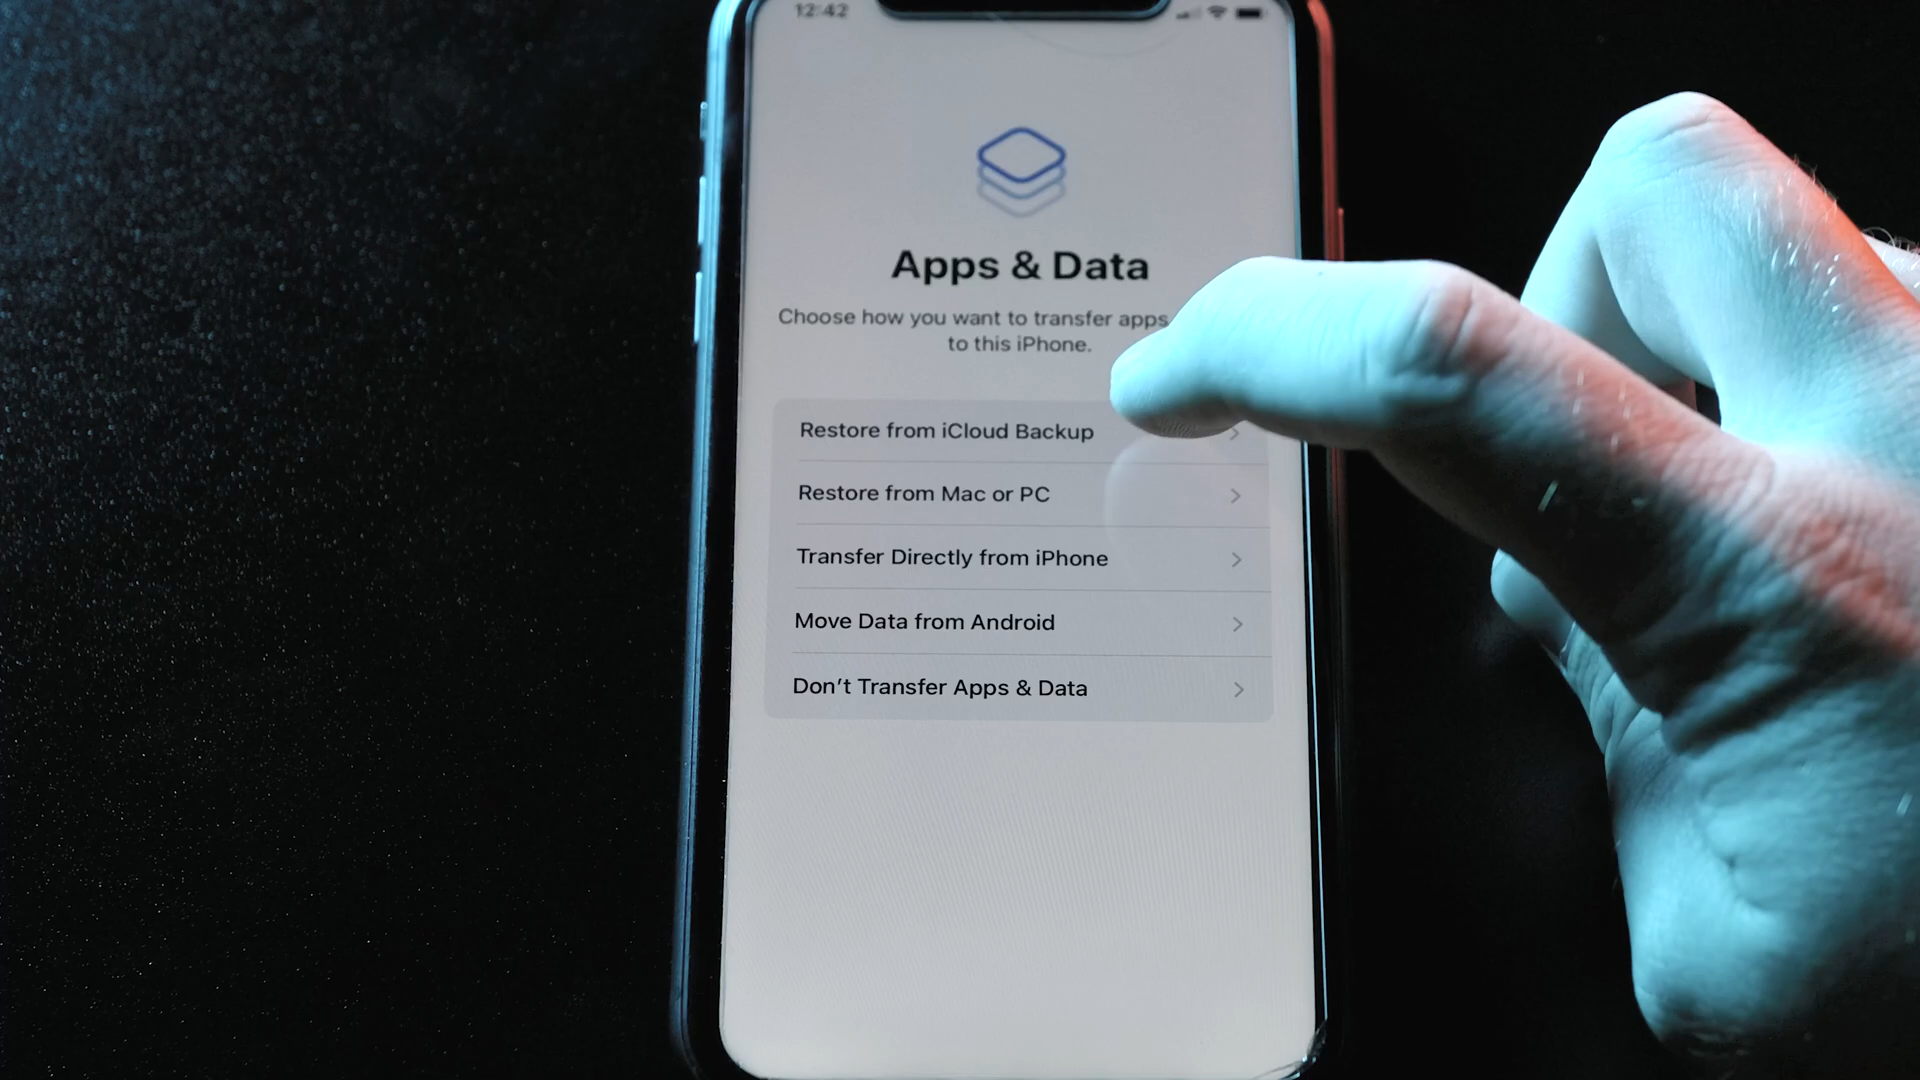 12:42
Apps & Data
Choose how you want to transfer apps
to this iPhone.
Restore from iCloud Backup
Restore from Mac or PC
Transfer Directly from iPhone
Move Data from Android
Don't Transfer Apps & Data